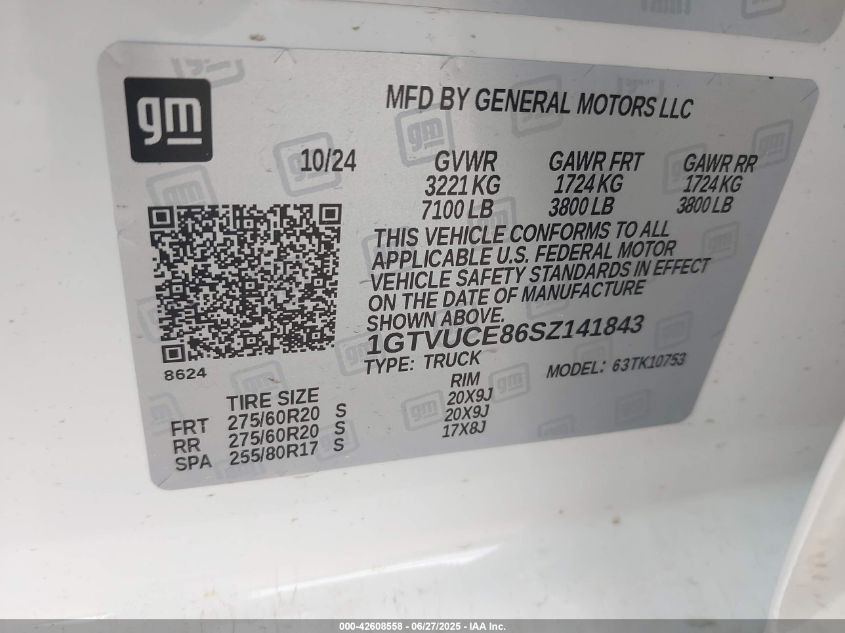 gm
MFD BY GENERAL MOTORS LLC
10/24 GVWR GAWR FRT GAWR RR
3221 KG 1724 KG 1724 KG
7100 LB 3800 LB 3800 LB
THIS VEHICLE CONFORMS TO ALL
APPLICABLE U.S. FEDERAL MOTOR
VEHICLE SAFETY STANDARDS IN EFFECT
ON THE DATE OF MANUFACTURE
SHOWN ABOVE.
1GTVUCE86SZ141843
8624
TYPE: TRUCK MODEL: 63TK10753
TIRE SIZE RIM
FRT 275/60R20 S 20X9J
RR 275/60R20 S 20X9J
SPA 255/80R17 S 17X8J
000-42608558 — 06/27/2025 — IAA Inc.